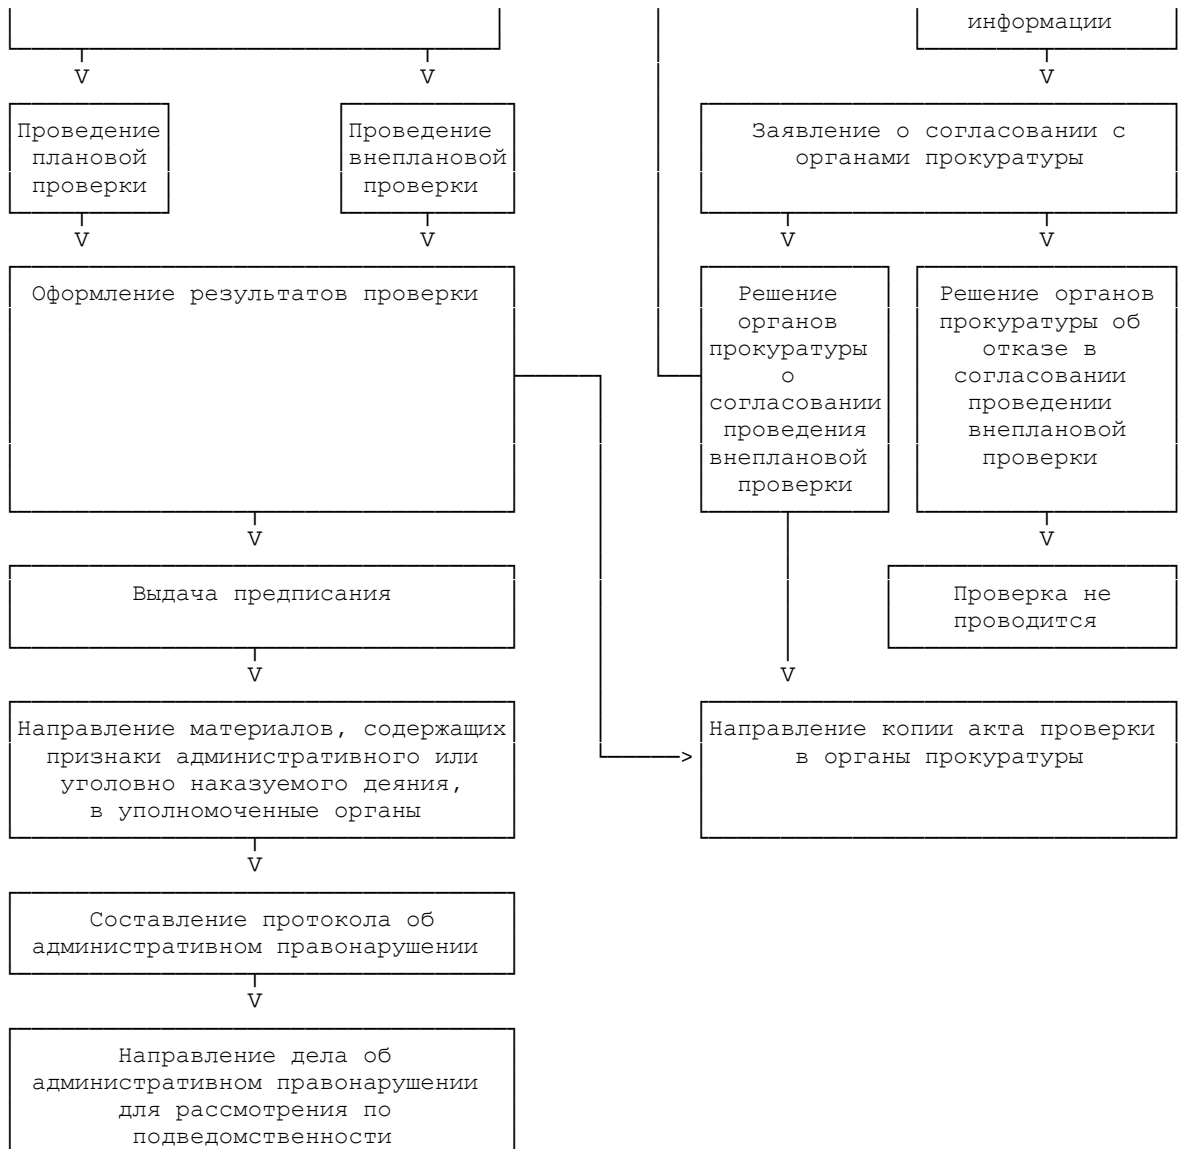 информации
V
V
V
Проведение
плановой
проверки
Проведение
внеплановой
проверки
Заявление о согласовании с
органами прокуратуры
V
V
V
V
Оформление результатов проверки
Решение
органов
прокуратуры
о
согласовании
проведения
внеплановой
проверки
Решение органов
прокуратуры об
отказе в
согласовании
проведении
внеплановой
проверки
V
V
Выдача предписания
Проверка не
проводится
V
V
Направление материалов, содержащих
признаки административного или
уголовно наказуемого деяния,
в уполномоченные органы
>
Направление копии акта проверки
в органы прокуратуры
V
Составление протокола об
административном правонарушении
V
Направление дела об
административном правонарушении
для рассмотрения по
подведомственности